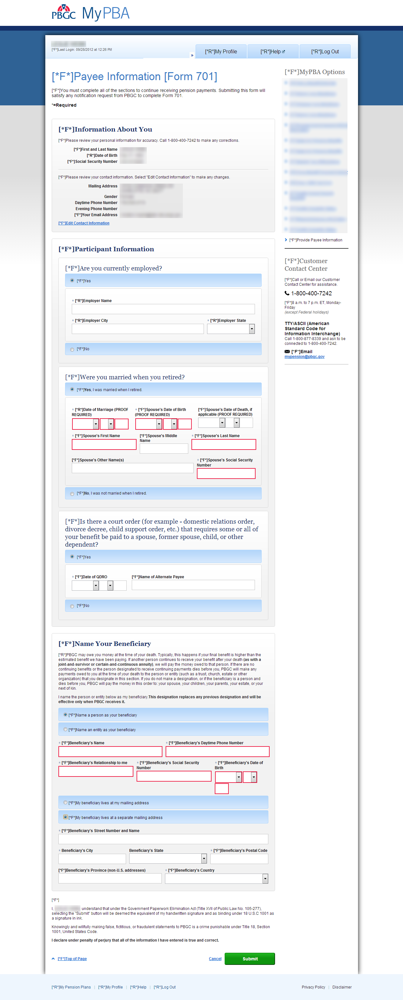 PBGC MyPBA
[*F*]Last Login: 09/28/2012 at 12:26 PM
»
[*R*]My Profile
[*R*]Help
[*R*]Log Out
[*F*]Payee Information [Form 701]
[*F*]You must complete all of the sections to continue receiving pension payments. Submitting this form will
satisfy any notification request from PBGC to complete Form 701.
*=Required
[*F*]Information About You
[*F*]Please review your personal information for accuracy. Call 1-800-400-7242 to make any corrections.
[*F*]First and Last Name
[*R*]Date of Birth
[*F*]Social Security Number
[*F*]Please review your contact information. Select "Edit Contact Information" to make any changes.
Mailing Address
Gender
Daytime Phone Number
Evening Phone Number
[*F*]Your Email Address
[*F*]Edit Contact Information
[*F*]Participant Information
[*F*]Are you currently employed?
[*F*]Yes
* [*R*]Employer Name
* [*R*]Employer City
* [*R*]Employer State
[*F*]No
[*F*]Were you married when you retired?
[*F*]Yes, I was married when I retired.
* [*R*]Date of Marriage (PROOF
REQUIRED)
* [*F*]Spouse's Date of Birth
(PROOF REQUIRED)
[*F*]Spouse's Date of Death, if
applicable (PROOF REQUIRED)
* [*F*]Spouse's First Name
[*F*]Spouse's Middle
Name
* [*F*]Spouse's Last Name
[*F*]Spouse's Other Name(s)
* [*F*]Spouse's Social Security
Number
[*F*]No, I was not married when I retired.
[*F*]Is there a court order (for example - domestic relations order,
divorce decree, child support order, etc.) that requires some or all of
your benefit be paid to a spouse, former spouse, child, or other
dependent?
[*F*]Yes
* [*F*]Date of QDRO
[*F*]Name of Alternate Payee
[*F*]No
[*F*]Name Your Beneficiary
[*R*]PBGC may owe you money at the time of your death. Typically, this happens if your final benefit is higher than the
estimated benefit we have been paying. If another person continues to receive your benefit after your death (as with a
joint-and-survivor or certain-and-continuous annuity), we will pay the money owed to that person. If there are no
continuing benefits or the person designated to receive continuing payments dies before you, PBGC will make any
payments owed to you at the time of your death to the person or entity (such as a trust, church, estate or other
organization) that you designate in this section. If you do not make a designation, or if the beneficiary is a person and
dies before you, PBGC will pay the money in this order to: your spouse, your children, your parents, your estate, or your
next of kin.
I name the person or entity below as my beneficiary.This designation replaces any previous designation and will be
effective only when PBGC receives it.
[*F*]Name a person as your beneficiary
[*F*]Name an entity as your beneficiary
* [*F*]Beneficiary's Name
* [*F*]Beneficiary's Daytime Phone Number
* [*F*]Beneficiary's Relationship to me
* [*F*]Beneficiary's Social Security
Number
* [*F*]Beneficiary's Date of
Birth
[*F*]My beneficiary lives at my mailing address
[*F*]My beneficiary lives at a separate mailing address
* [*F*]Beneficiary's Street Number and Name
* Beneficiary's City
Beneficiary's State
* [*F*]Beneficiary's Postal Code
[*F*]Beneficiary's Province (non-U.S. addresses)
* [*F*]Beneficiary's Country
[*F*]
I, understand that under the Government Paperwork Elimination Act (Title XVII of Public Law No. 105-277),
selecting the "Submit" button will be deemed the equivalent of my handwritten signature and as binding under 18 U.S.C 1001 as
a signature in ink.
Knowingly and willfully making false, fictitious, or fraudulent statements to PBGC is a crime punishable under Title 18, Section
1001, United States Code.
I declare under penalty of perjury that all of the information I have entered is true and correct.
[*F*]Top of Page
Cancel
Submit
[*F*]MyPBA Options
[*F*]Provide Payee Information
[*F*]Customer
Contact Center
[*F*]Call or Email our Customer
Contact Center for assistance.
1-800-400-7242
[*F*]8 a.m. to 7 p.m. ET, Monday-
Friday
(except Federal holidays)
TTY/ASCII (American
Standard Code for
Information Interchange)
Call 1-800-877-8339 and ask to be
connected to 1-800-400-7242.
[*F*]Email
mypension@pbgc.gov
[*R*]My Pension Plans | [*R*]My Profile | [*R*]Help | [*R*]Log Out
Privacy Policy | Disclaimer